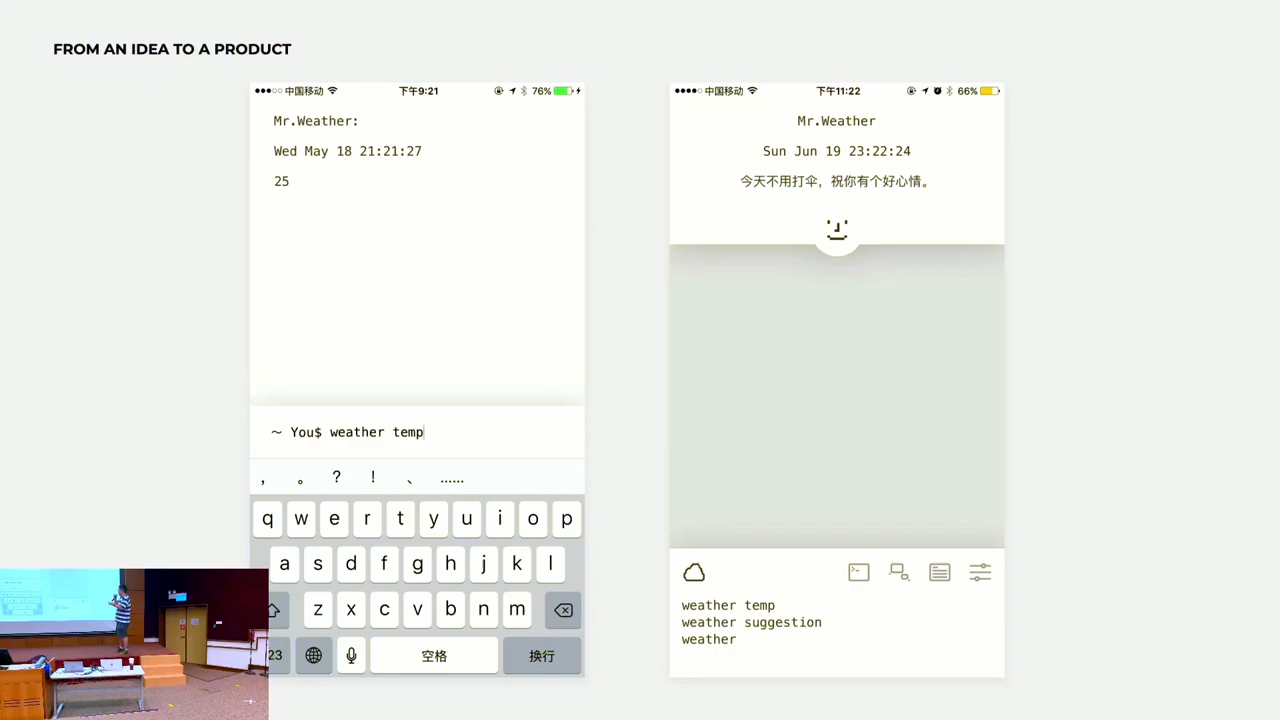 FROM AN IDEA TO A PRODUCT
●●●○○ 中国移动 下午9:21 76%
Mr.Weather:
Wed May 18 21:21:27
25
~ You$ weather temp
, 。 ? ! 、 ……
q w e r t y u i o p
a s d f g h j k l
z x c v b n m
23 空格 换行
●●●●○ 中国移动 下午11:22 66%
Mr.Weather
Sun Jun 19 23:22:24
今天不用打伞，祝你有个好心情。
weather temp
weather suggestion
weather